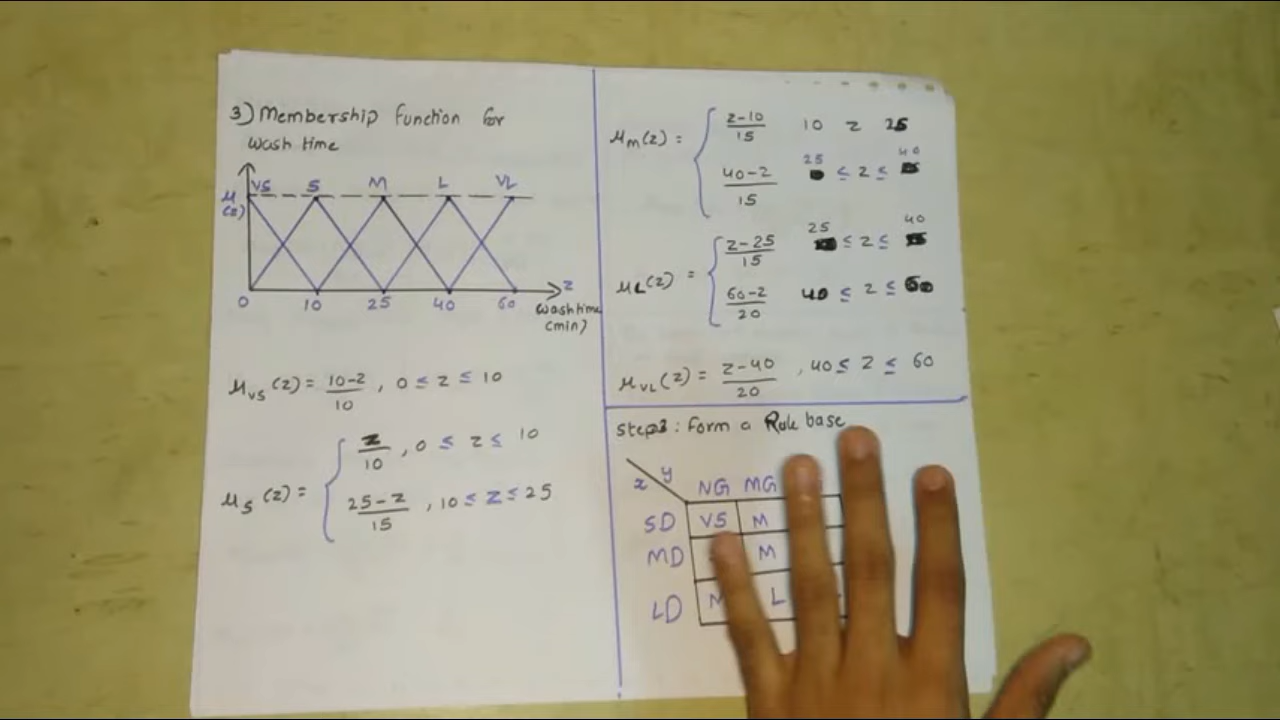 3) Membership function for
wash time
μ
(z)
VS S M L VL
0 10 25 40 60
z
wash time
(min)
μVS (z) = 10-z / 10 , 0 ≤ z ≤ 10
μS (z) =
z / 10 , 0 ≤ z ≤ 10
25-z / 15 , 10 ≤ z ≤ 25
μm(z) =
z-10 / 15 10 z 25
40-z / 15 25 ≤ z ≤ 40
μL(z) =
z-25 / 15 25 ≤ z ≤ 40
60-z / 20 40 ≤ z ≤ 60
μVL(z) = z-40 / 20 , 40 ≤ z ≤ 60
step3: form a Rule base
x y NG MG
SD VS M
MD M
LD M L